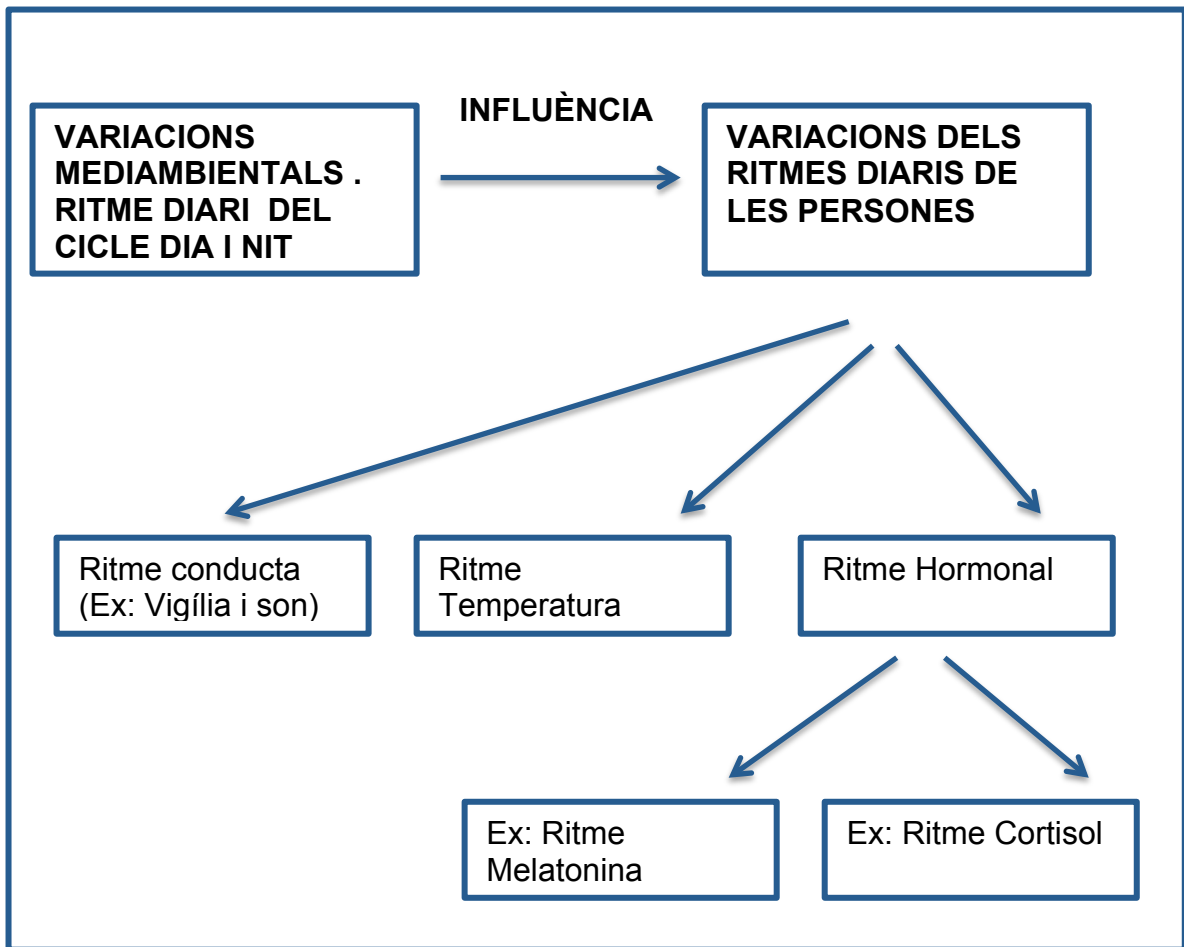 INFLUÈNCIA
VARIACIONS
MEDIAMBIENTALS .
RITME DIARI DEL
CICLE DIA I NIT
VARIACIONS DELS
RITMES DIARIS DE
LES PERSONES
Ritme conducta
(Ex: Vigília i son)
Ritme
Temperatura
Ritme Hormonal
Ex: Ritme
Melatonina
Ex: Ritme Cortisol